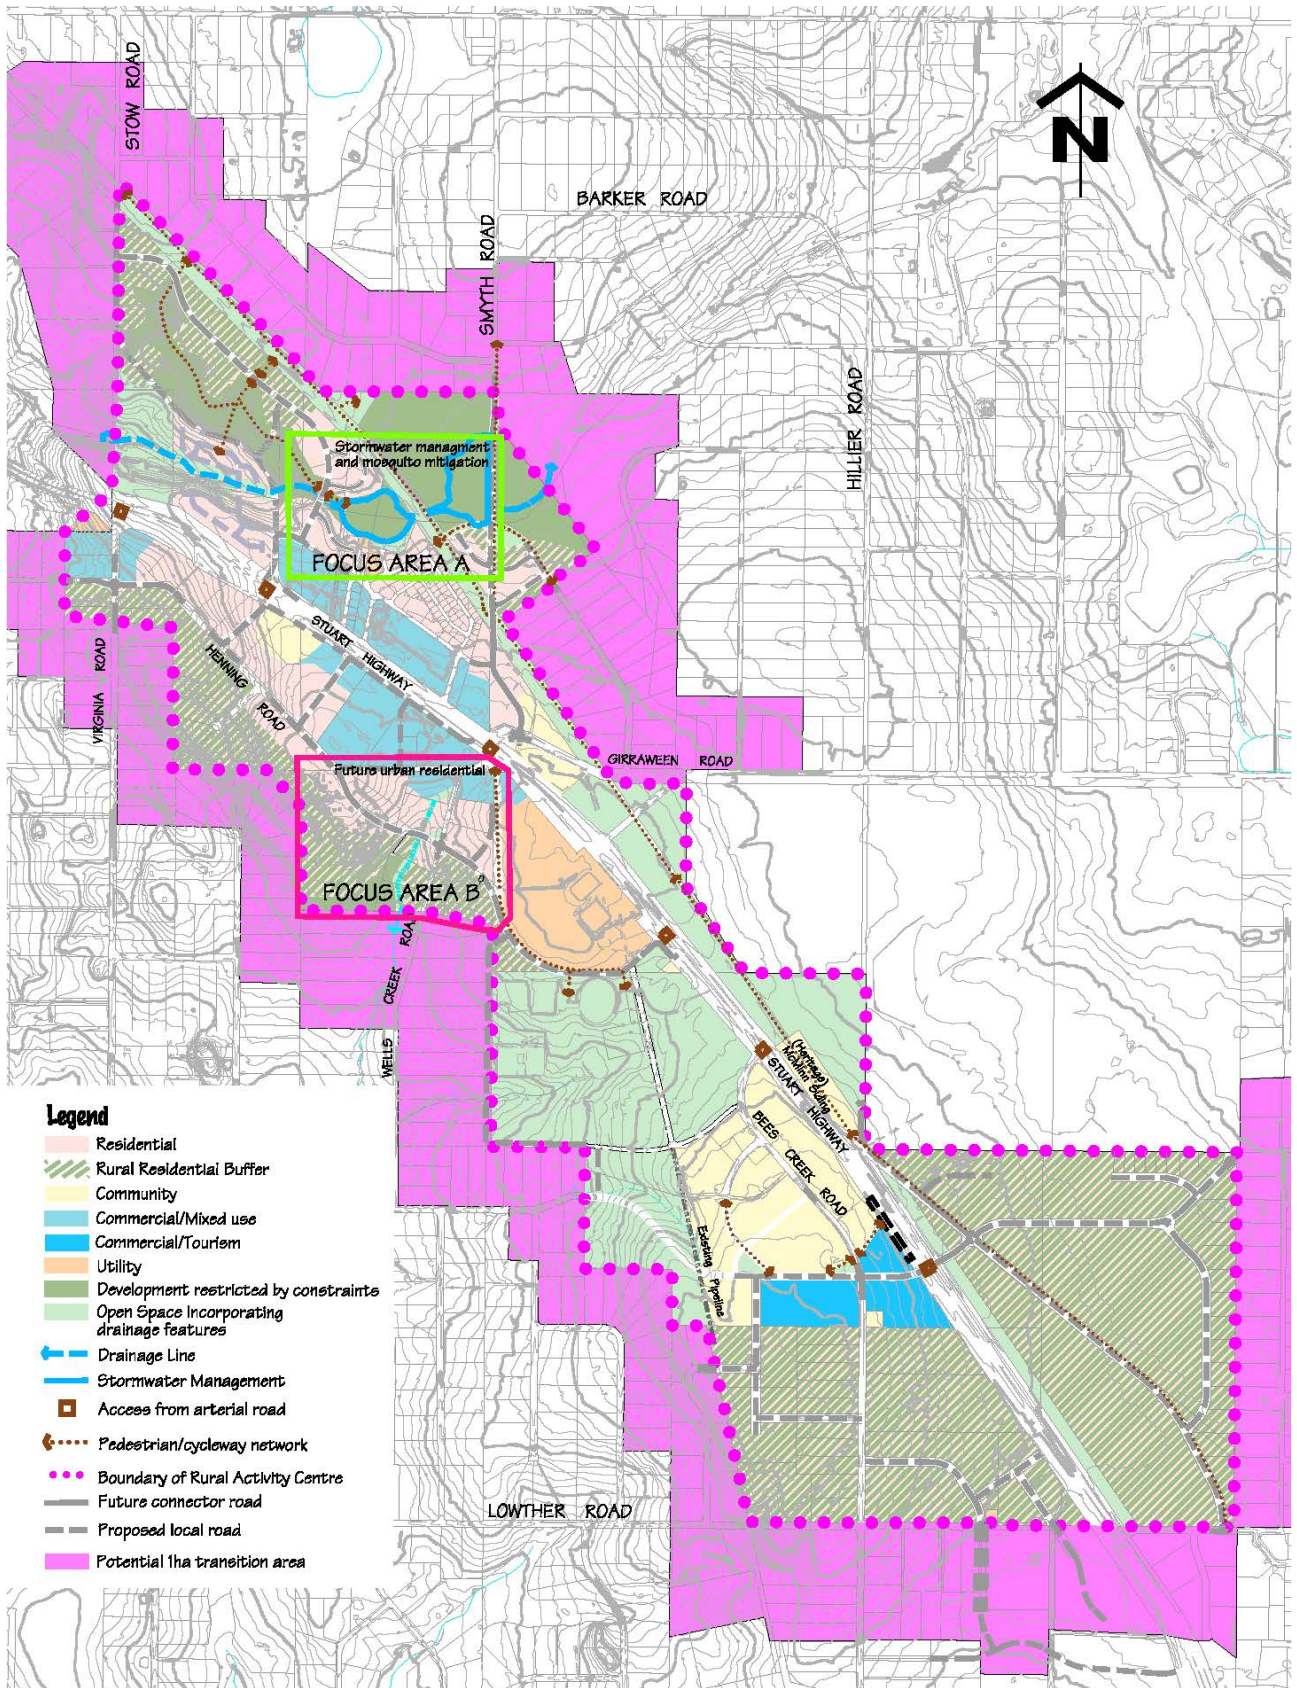 STOW ROAD
N
BARKER ROAD
SMYTH ROAD
HILLIER ROAD
Stormwater managment
and mosquito mitigation
FOCUS AREA A
STUART HIGHWAY
HENNING ROAD
VIRGINIA ROAD
GIRRAWEEN ROAD
Future urban residential
FOCUS AREA B
WELLS CREEK ROAD
(Heritage)
McMinn Siding
STUART HIGHWAY
BEES CREEK ROAD
Existing Pipeline
LOWTHER ROAD
Legend
Residential
Rural Residential Buffer
Community
Commercial/Mixed use
Commercial/Tourism
Utility
Development restricted by constraints
Open Space Incorporating
drainage features
Drainage Line
Stormwater Management
Access from arterial road
Pedestrian/cycleway network
Boundary of Rural Activity Centre
Future connector road
Proposed local road
Potential 1ha transition area